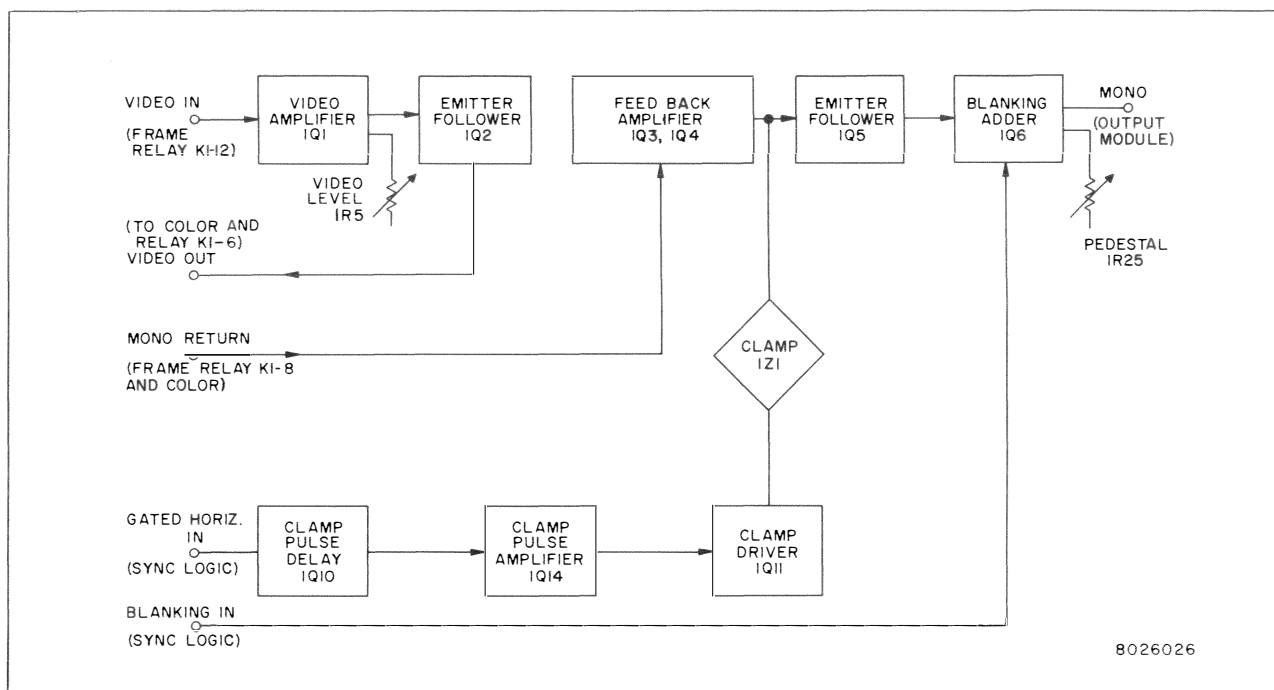 VIDEO IN
(FRAME
RELAY K1-12)
VIDEO
AMPLIFIER
1Q1
VIDEO
LEVEL
1R5
EMITTER
FOLLOWER
1Q2
FEED BACK
AMPLIFIER
1Q3, 1Q4
EMITTER
FOLLOWER
1Q5
BLANKING
ADDER
1Q6
MONO
(OUTPUT
MODULE)
PEDESTAL
1R25
(TO COLOR AND
RELAY K1-6)
VIDEO OUT
MONO RETURN
(FRAME RELAY K1-8
AND COLOR)
CLAMP
1Z1
GATED HORIZ.
IN
(SYNC LOGIC)
CLAMP
PULSE
DELAY
1Q10
CLAMP
PULSE
AMPLIFIER
1Q14
CLAMP
DRIVER
1Q11
BLANKING IN
(SYNC LOGIC)
8026026